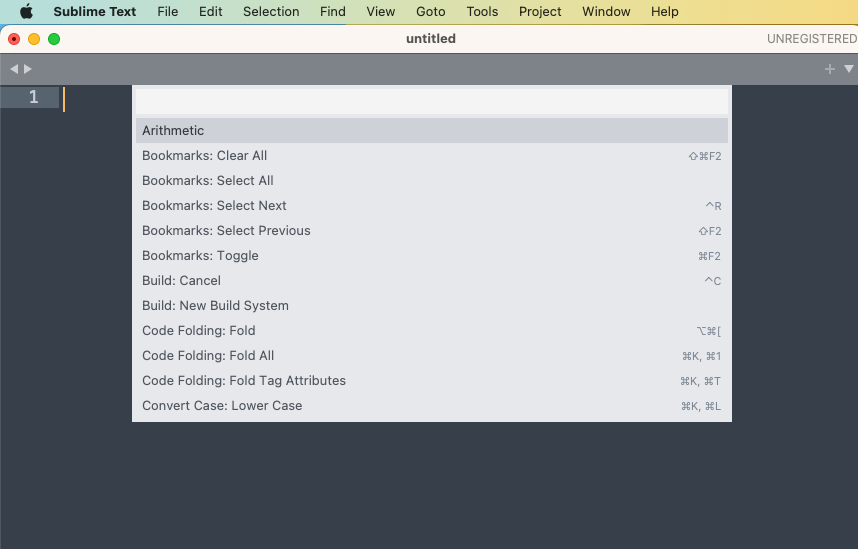 Sublime Text File Edit Selection Find View Goto Tools Project Window Help
untitled UNREGISTERED
1
Arithmetic
Bookmarks: Clear All ⇧⌘F2
Bookmarks: Select All
Bookmarks: Select Next ^R
Bookmarks: Select Previous ⇧F2
Bookmarks: Toggle ⌘F2
Build: Cancel ^C
Build: New Build System
Code Folding: Fold ⌥⌘[
Code Folding: Fold All ⌘K, ⌘1
Code Folding: Fold Tag Attributes ⌘K, ⌘T
Convert Case: Lower Case ⌘K, ⌘L